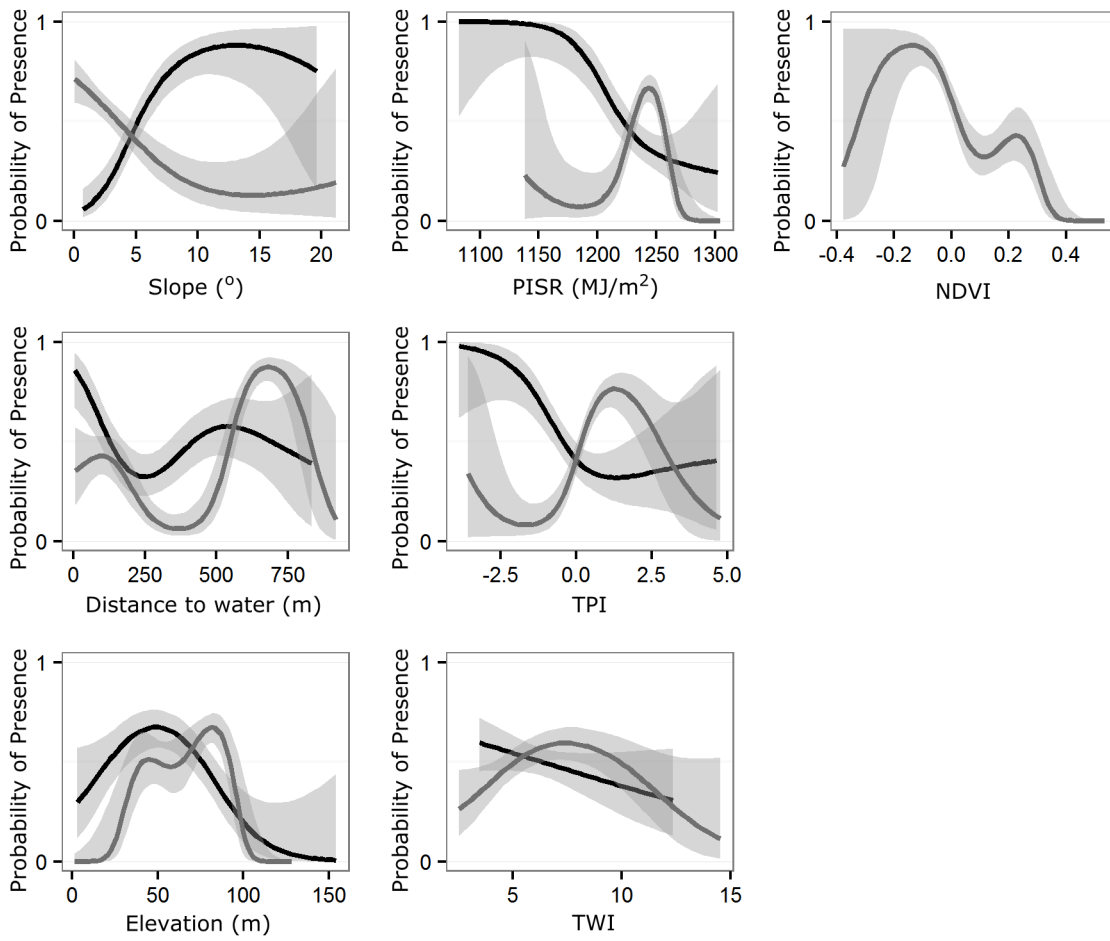 Probability of Presence
1
0
0 5 10 15 20
Slope (o)
Probability of Presence
1
0
1100 1150 1200 1250 1300
PISR (MJ/m2)
Probability of Presence
1
0
-0.4 -0.2 0.0 0.2 0.4
NDVI
Probability of Presence
1
0
0 250 500 750
Distance to water (m)
Probability of Presence
1
0
-2.5 0.0 2.5 5.0
TPI
Probability of Presence
1
0
0 50 100 150
Elevation (m)
Probability of Presence
1
0
5 10 15
TWI